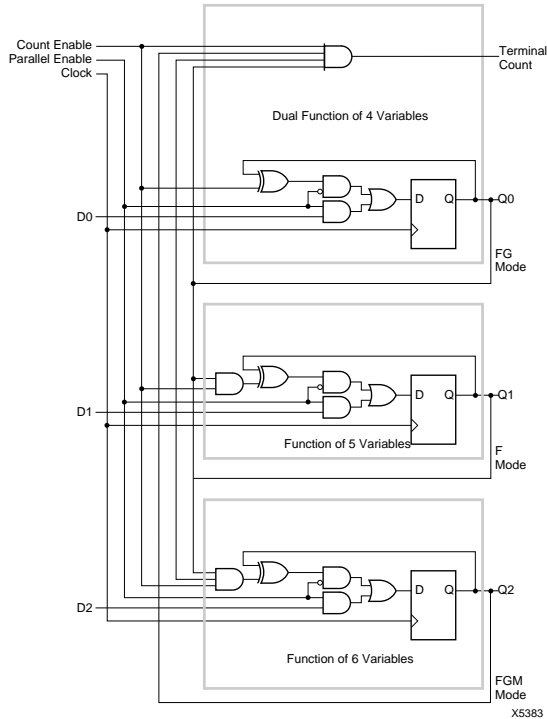 Count Enable
Parallel Enable
Clock
Terminal
Count
Dual Function of 4 Variables
D Q
Q0
D0
FG
Mode
D Q
Q1
D1
Function of 5 Variables
F
Mode
D Q
Q2
D2
Function of 6 Variables
FGM
Mode
X5383